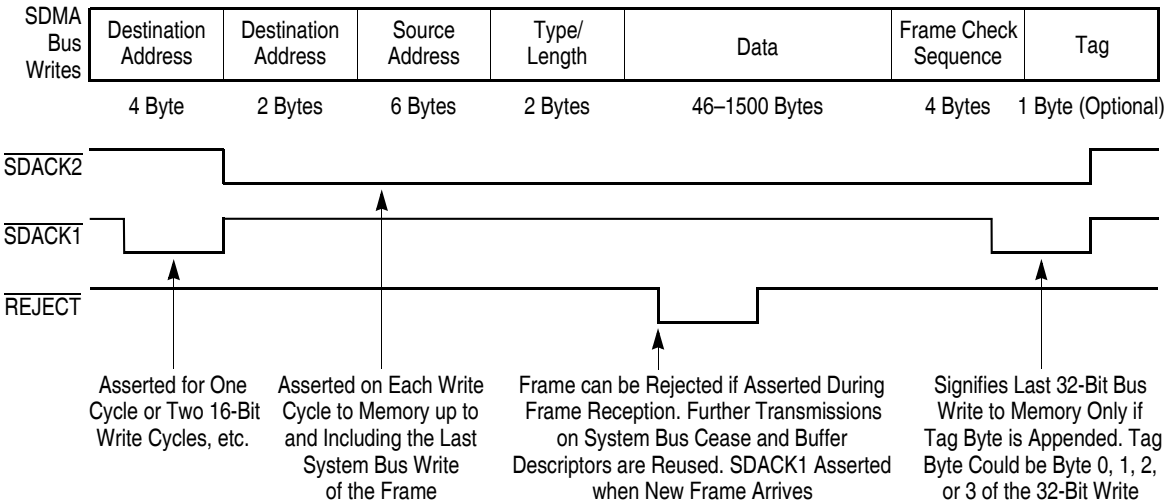 SDMA
Bus
Writes
Destination
Address
Destination
Address
Source
Address
Type/
Length
Data
Frame Check
Sequence
Tag
4 Byte
2 Bytes
6 Bytes
2 Bytes
46–1500 Bytes
4 Bytes
1 Byte (Optional)
SDACK2
SDACK1
REJECT
Asserted for One
Cycle or Two 16-Bit
Write Cycles, etc.
Asserted on Each Write
Cycle to Memory up to
and Including the Last
System Bus Write
of the Frame
Frame can be Rejected if Asserted During
Frame Reception. Further Transmissions
on System Bus Cease and Buffer
Descriptors are Reused. SDACK1 Asserted
when New Frame Arrives
Signifies Last 32-Bit Bus
Write to Memory Only if
Tag Byte is Appended. Tag
Byte Could be Byte 0, 1, 2,
or 3 of the 32-Bit Write